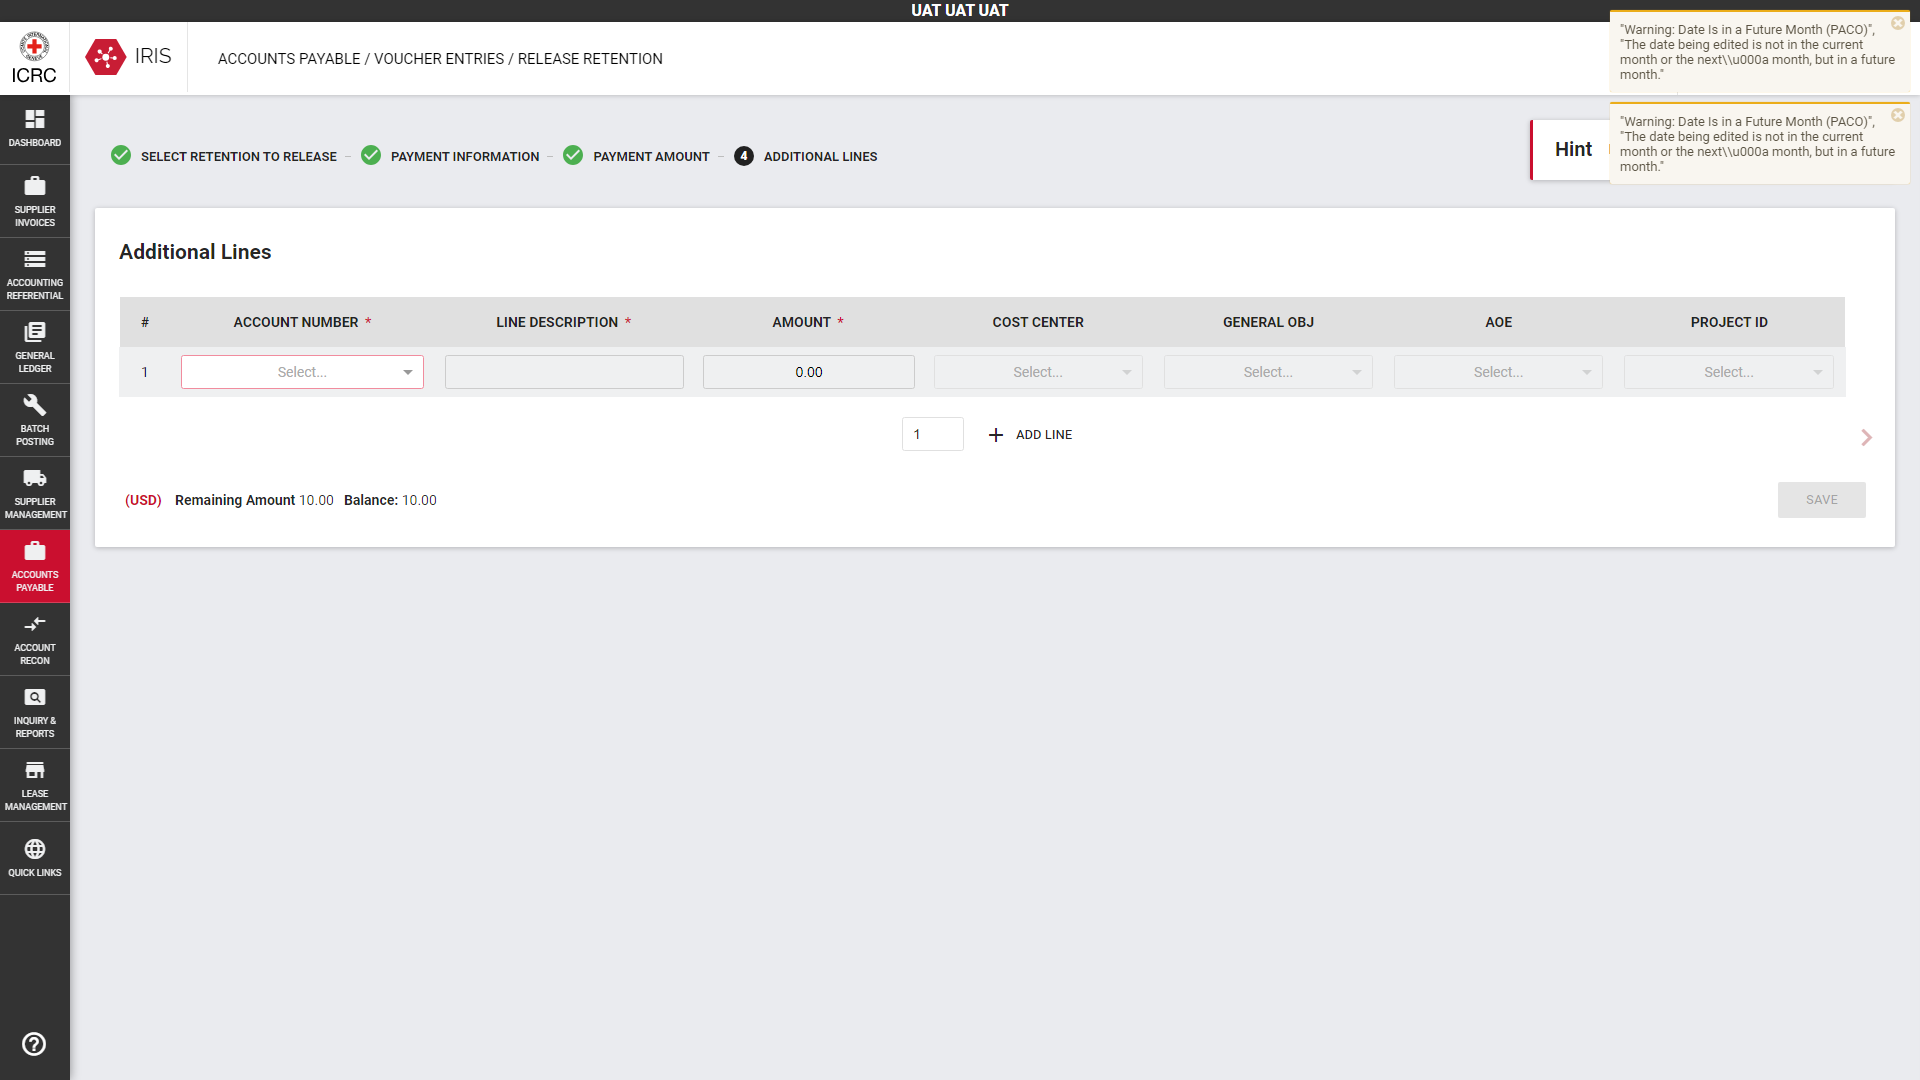 UAT UAT UAT
ICRC
IRIS
ACCOUNTS PAYABLE / VOUCHER ENTRIES / RELEASE RETENTION
"Warning: Date Is in a Future Month (PACO)",
"The date being edited is not in the current
month or the next\\u000a month, but in a future
month."
"Warning: Date Is in a Future Month (PACO)",
"The date being edited is not in the current
month or the next\\u000a month, but in a future
month."
Hint
DASHBOARD
SUPPLIER
INVOICES
ACCOUNTING
REFERENTIAL
GENERAL
LEDGER
BATCH
POSTING
SUPPLIER
MANAGEMENT
ACCOUNTS
PAYABLE
ACCOUNT
RECON
INQUIRY &
REPORTS
LEASE
MANAGEMENT
QUICK LINKS
SELECT RETENTION TO RELEASE – PAYMENT INFORMATION – PAYMENT AMOUNT – 4 ADDITIONAL LINES
Additional Lines
# ACCOUNT NUMBER * LINE DESCRIPTION * AMOUNT * COST CENTER GENERAL OBJ AOE PROJECT ID
1 Select... 0.00 Select... Select... Select... Select...
1 ADD LINE
(USD) Remaining Amount 10.00 Balance: 10.00
SAVE